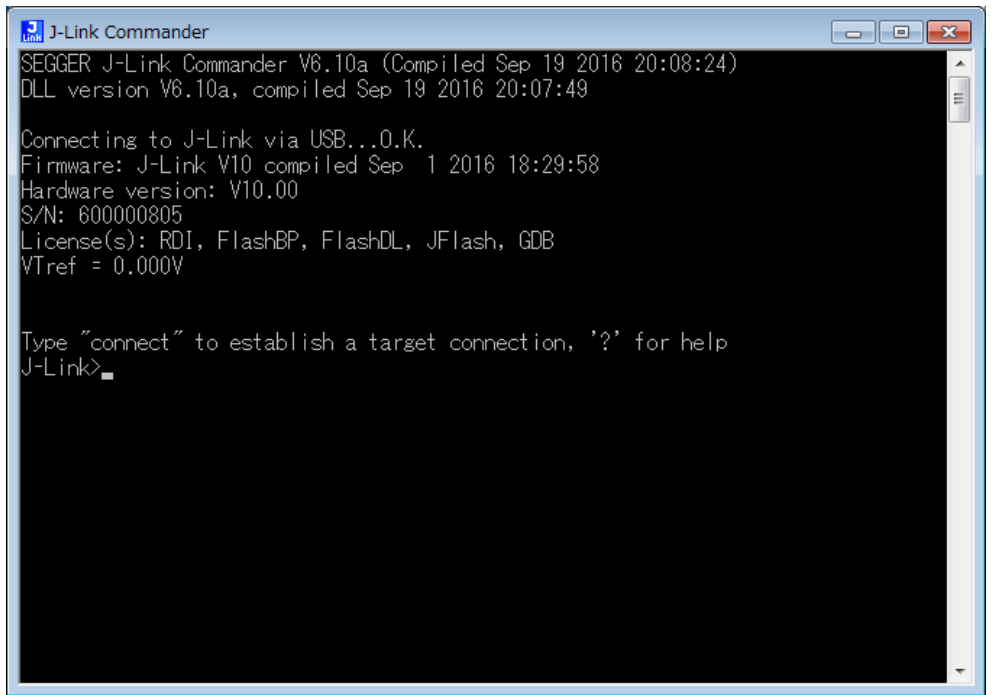 J-Link Commander
SEGGER J-Link Commander V6.10a (Compiled Sep 19 2016 20:08:24)
DLL version V6.10a, compiled Sep 19 2016 20:07:49
Connecting to J-Link via USB...O.K.
Firmware: J-Link V10 compiled Sep  1 2016 18:29:58
Hardware version: V10.00
S/N: 600000805
License(s): RDI, FlashBP, FlashDL, JFlash, GDB
VTref = 0.000V
Type "connect" to establish a target connection, '?' for help
J-Link>_